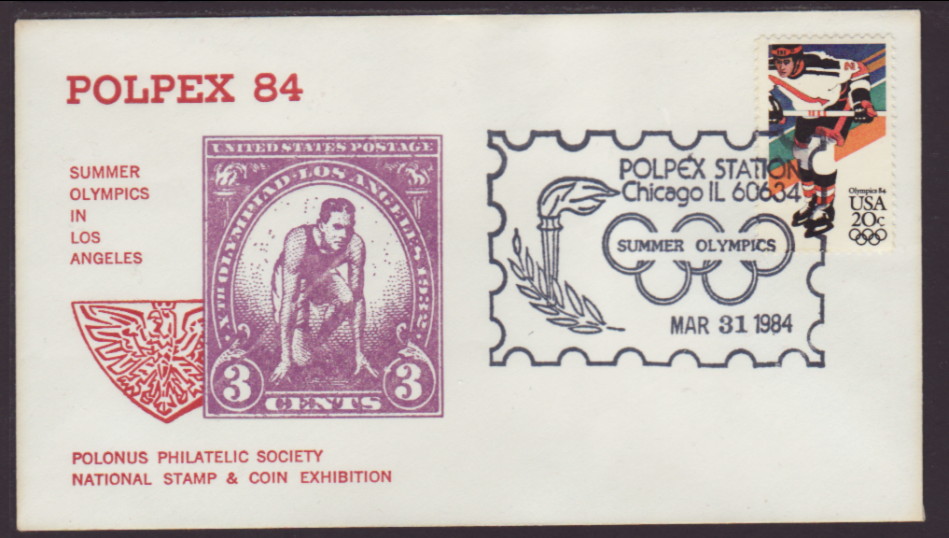 POLPEX 84
SUMMER
OLYMPICS
IN
LOS
ANGELES
UNITED STATES POSTAGE
XTH OLYMPIAD·LOS ANGELES·1932
3 3
CENTS
POLONUS PHILATELIC SOCIETY
NATIONAL STAMP & COIN EXHIBITION
POLPEX STATION
Chicago IL 60634
SUMMER OLYMPICS
MAR 31 1984
Olympics 84
USA
20c